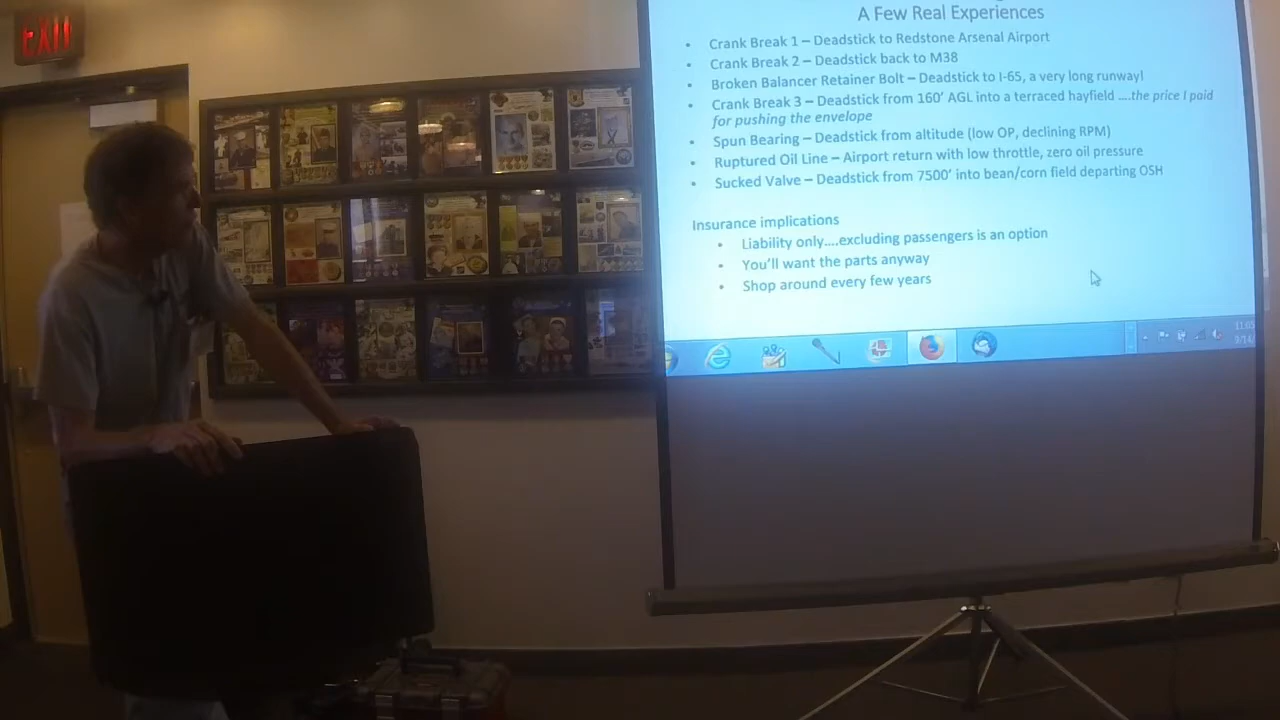 EXIT
A Few Real Experiences
• Crank Break 1 – Deadstick to Redstone Arsenal Airport
• Crank Break 2 – Deadstick back to M38
• Broken Balancer Retainer Bolt – Deadstick to I-65, a very long runway!
• Crank Break 3 – Deadstick from 160' AGL into a terraced hayfield ....the price I paid
for pushing the envelope
• Spun Bearing – Deadstick from altitude (low OP, declining RPM)
• Ruptured Oil Line – Airport return with low throttle, zero oil pressure
• Sucked Valve – Deadstick from 7500' into bean/corn field departing OSH
Insurance implications
• Liability only....excluding passengers is an option
• You'll want the parts anyway
• Shop around every few years